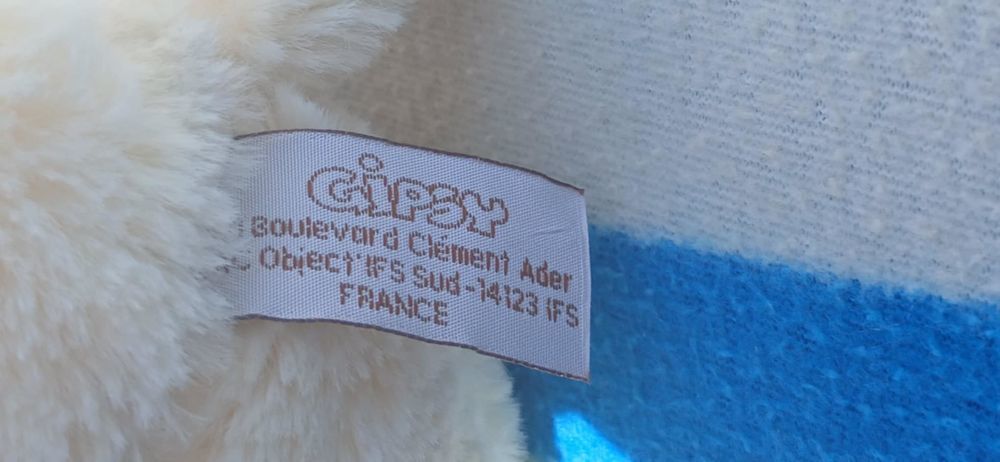 GiPSY
Boulevard Clément Ader
Object'IFS Sud-14123 IFS
FRANCE